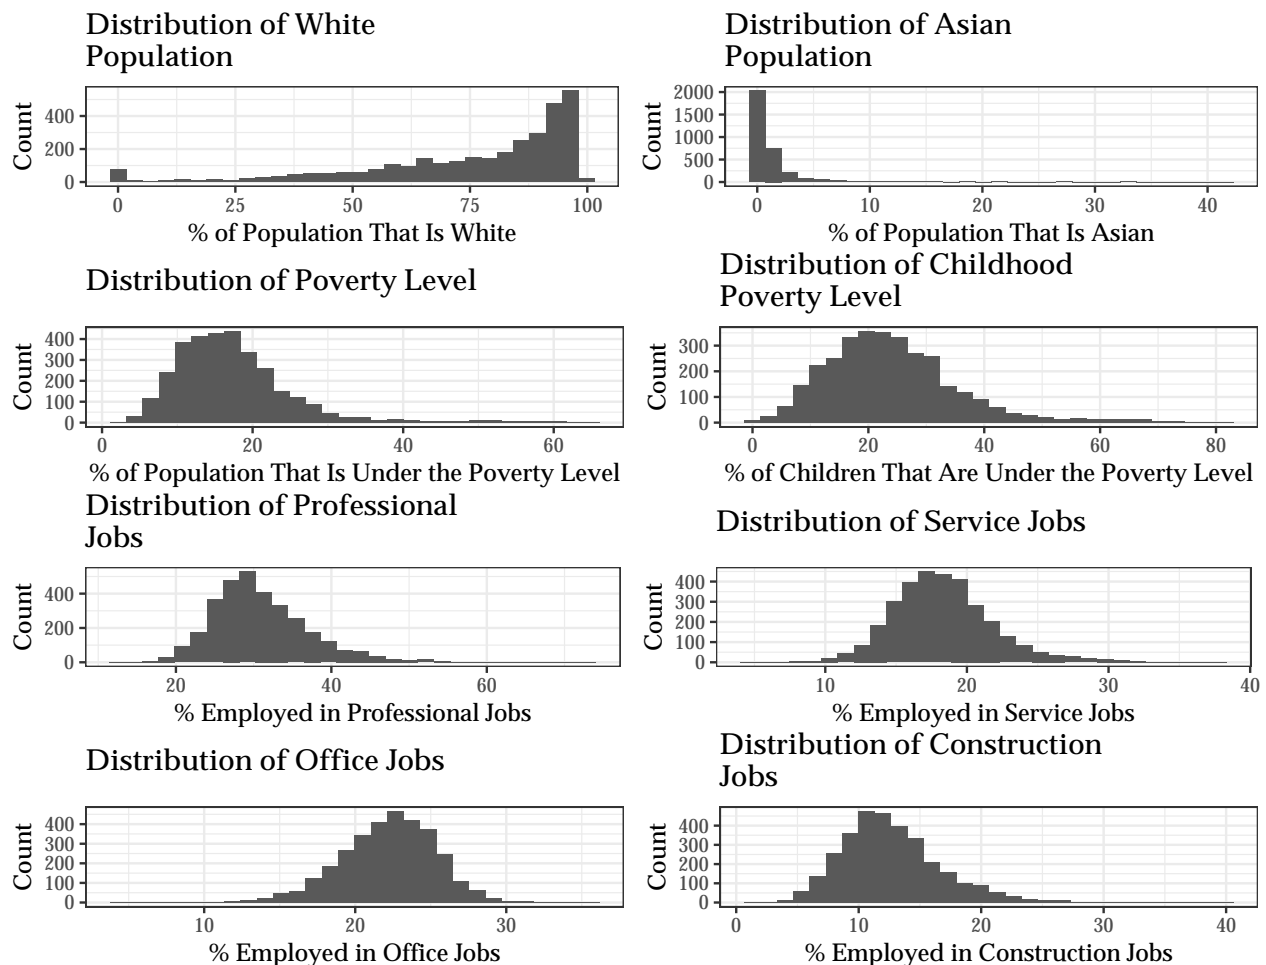 Distribution of White
Population
Count
400
200
0
0 25 50 75 100
% of Population That Is White
Distribution of Asian
Population
Count
2000
1500
1000
500
0
0 10 20 30 40
% of Population That Is Asian
Distribution of Poverty Level
Count
400
300
200
100
0
0 20 40 60
% of Population That Is Under the Poverty Level
Distribution of Childhood
Poverty Level
Count
300
200
100
0
0 20 40 60 80
% of Children That Are Under the Poverty Level
Distribution of Professional
Jobs
Count
400
200
0
20 40 60
% Employed in Professional Jobs
Distribution of Service Jobs
Count
400
300
200
100
0
10 20 30 40
% Employed in Service Jobs
Distribution of Office Jobs
Count
400
300
200
100
0
10 20 30
% Employed in Office Jobs
Distribution of Construction
Jobs
Count
400
300
200
100
0
0 10 20 30 40
% Employed in Construction Jobs